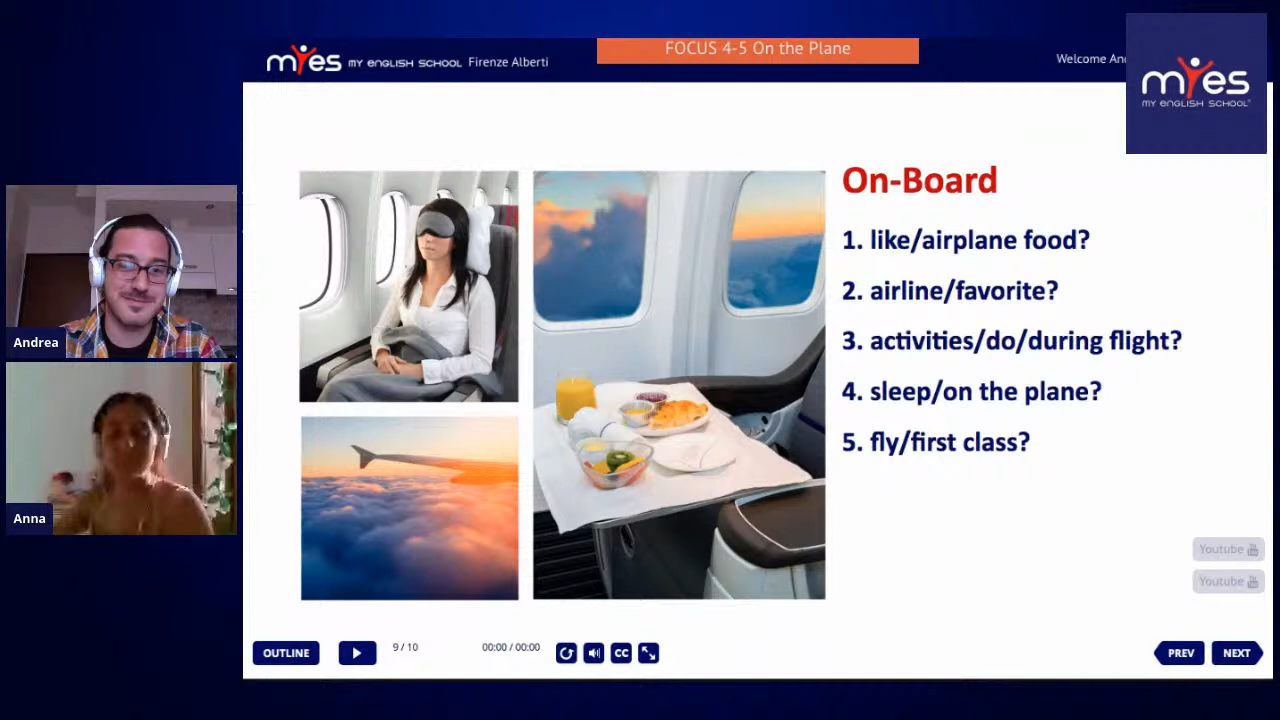 FOCUS 4-5 On the Plane
myes MY ENGLISH SCHOOL Firenze Alberti
Welcome And
myes
MY ENGLISH SCHOOL®
On-Board
1. like/airplane food?
2. airline/favorite?
3. activities/do/during flight?
4. sleep/on the plane?
5. fly/first class?
Andrea
Anna
Youtube
Youtube
OUTLINE
9 / 10
00:00 / 00:00
CC
PREV
NEXT